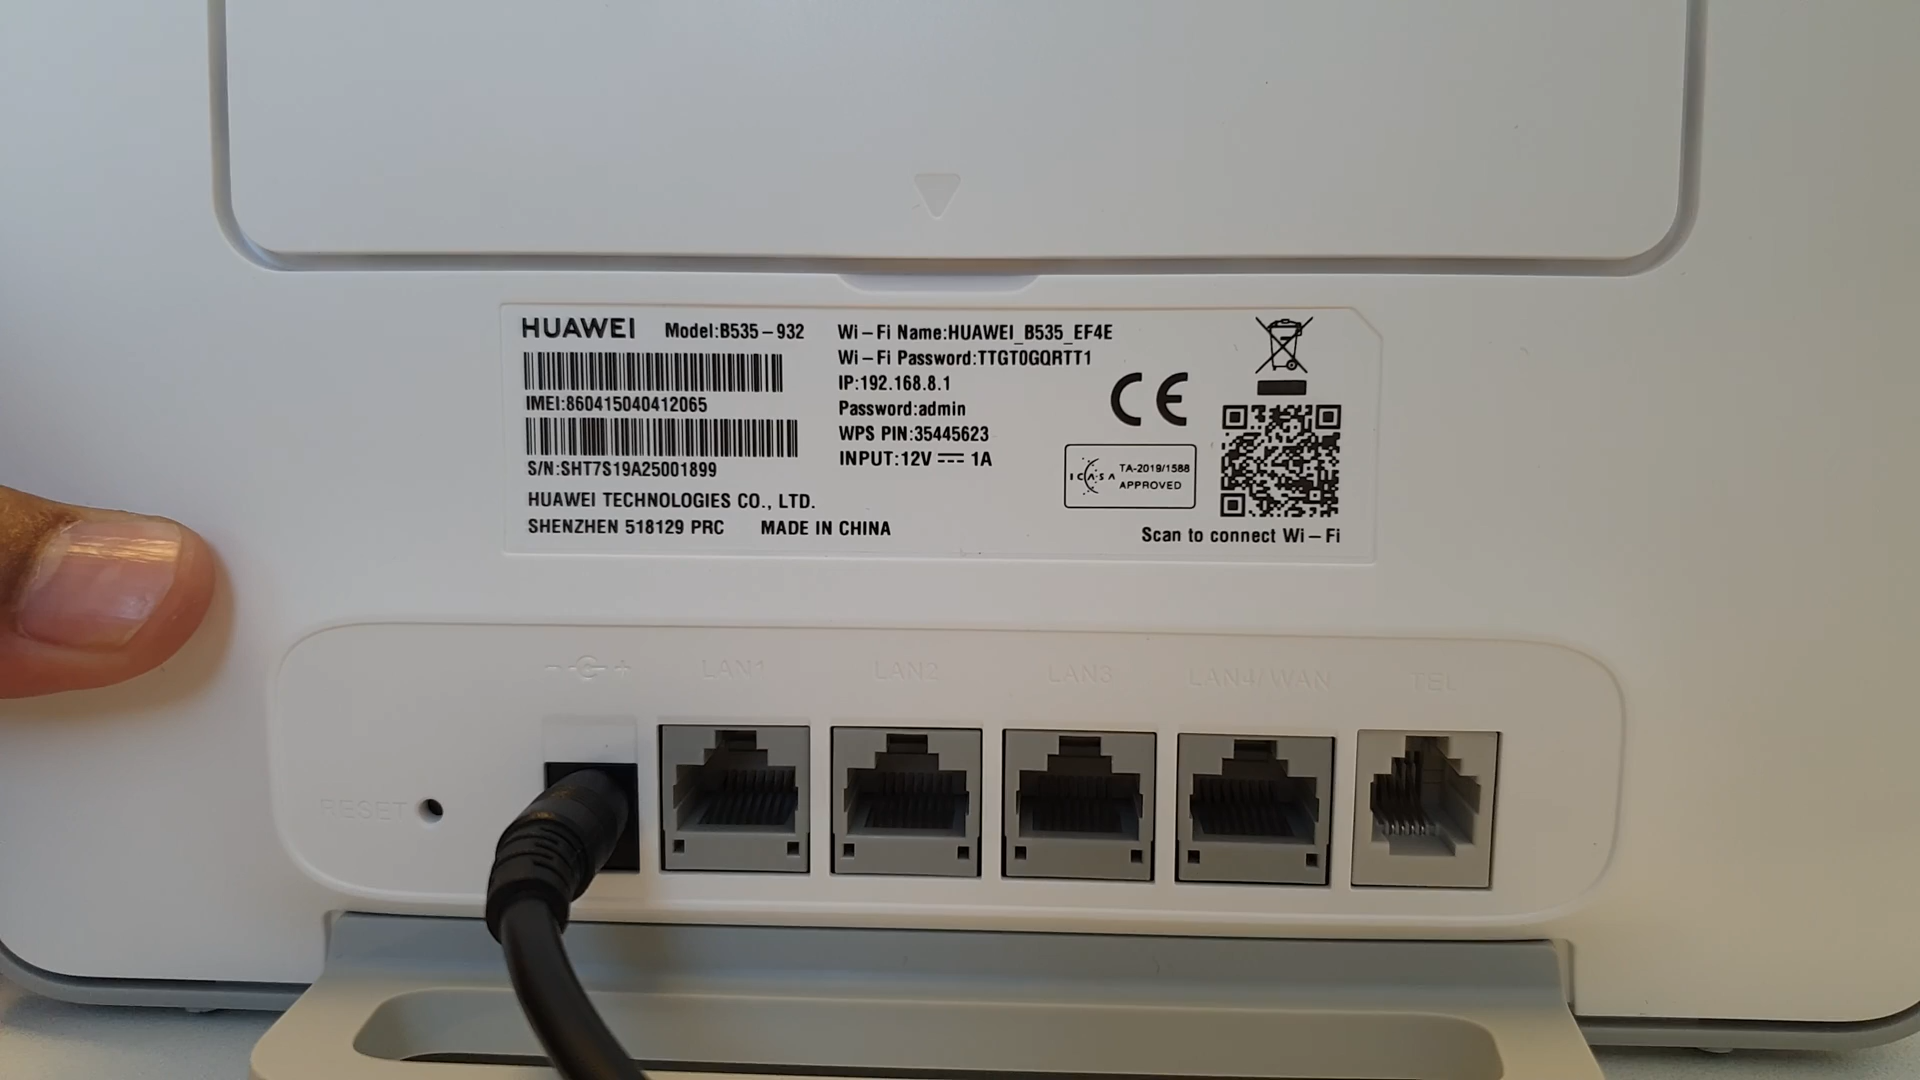 HUAWEI Model:B535-932
IMEI:860415040412065
S/N:SHT7S19A25001899
HUAWEI TECHNOLOGIES CO., LTD.
SHENZHEN 518129 PRC MADE IN CHINA
Wi-Fi Name:HUAWEI_B535_EF4E
Wi-Fi Password:TTGT0GQRTT1
IP:192.168.8.1
Password:admin
WPS PIN:35445623
INPUT:12V ⎓ 1A
CE
ICASA TA-2019/1588
APPROVED
Scan to connect Wi-Fi
LAN1 LAN2 LAN3 LAN4/WAN TEL
RESET